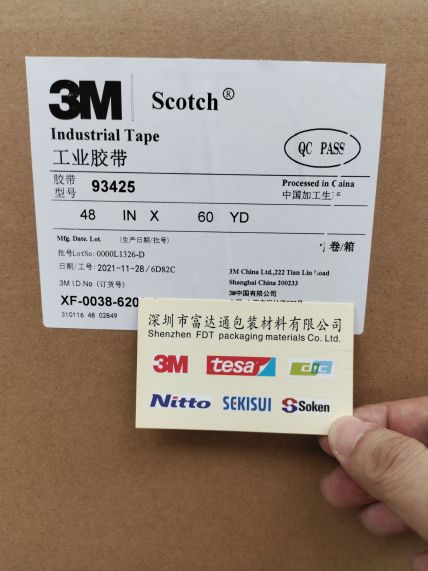 3M Scotch®
Industrial Tape
工业胶带
QC PASS
胶带型号 93425
Processed in China
中国加工生
48 IN X 60 YD
Mfg. Date. Lot. (生产日期/批号)
卷/箱
批号LotNo: 0000L1326-D
日期/工号: 2021-11-28/6D82C
3M China Ltd.,222 Tian Lin Road
Shanghai China 200233
3M I.D No (订货号)
3M中国有限公司
XF-0038-620
310116 48 02849
深圳市富达通包装材料有限公司
Shenzhen FDT packaging materials Co. Ltd.
3M tesa
Nitto SEKISUI Soken